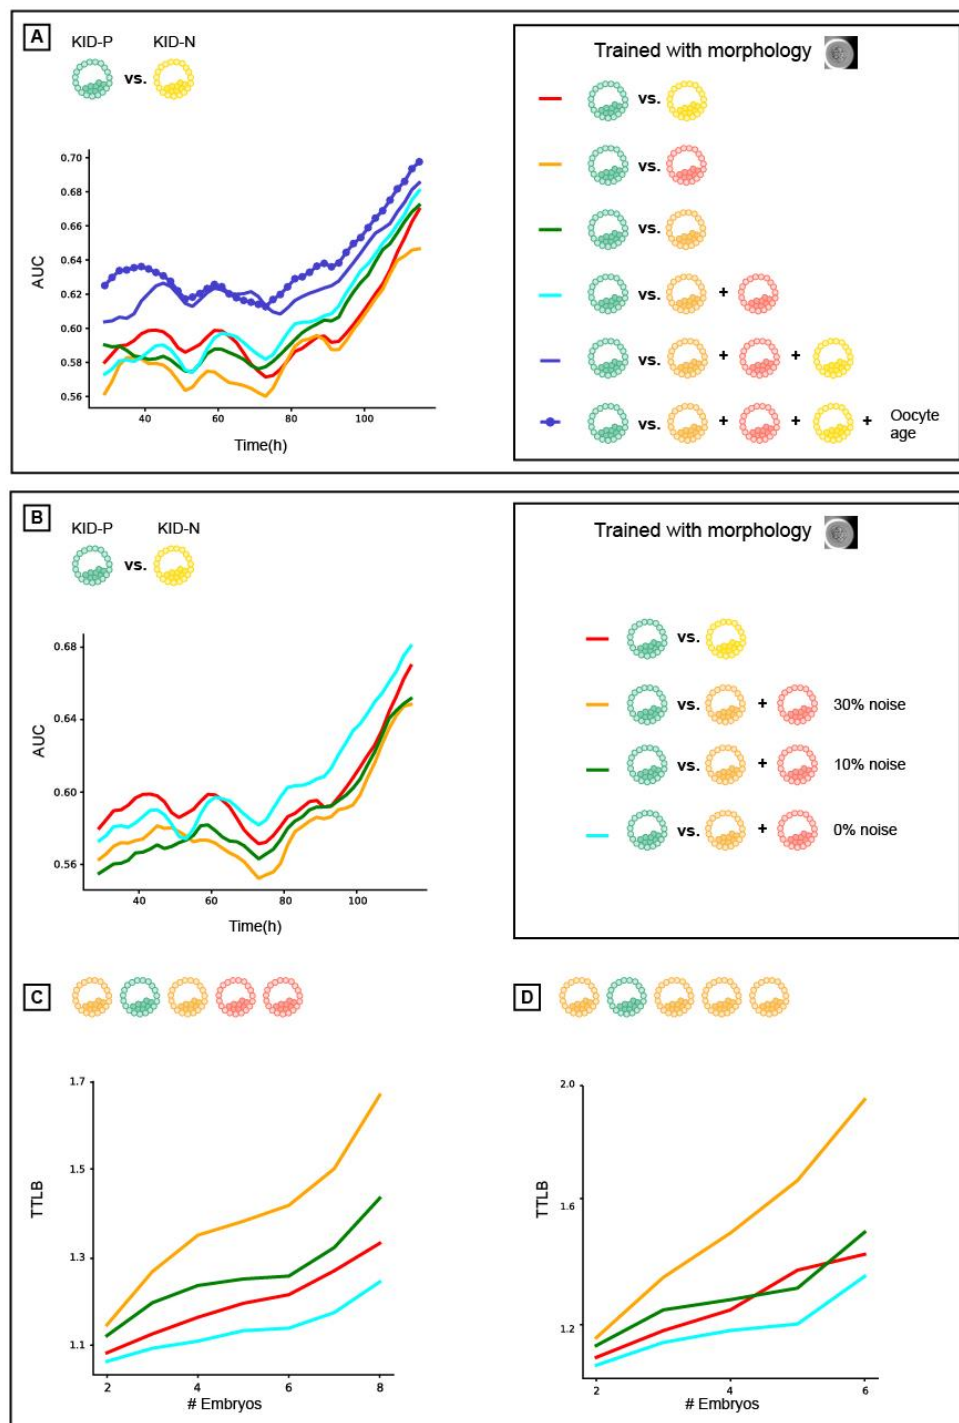 A
KID-P KID-N
vs.
0.70
0.68
0.66
0.64
0.62
0.60
0.58
0.56
AUC
40 60 80 100
Time(h)
Trained with morphology
vs.
vs.
vs.
vs. +
vs. + +
vs. + + + Oocyte
age
B
KID-P KID-N
vs.
0.68
0.64
0.60
0.56
AUC
40 60 80 100
Time(h)
Trained with morphology
vs.
vs. + 30% noise
vs. + 10% noise
vs. + 0% noise
C
1.7
1.5
1.3
1.1
TTLB
2 4 6 8
# Embryos
D
2.0
1.6
1.2
TTLB
2 4 6
# Embryos